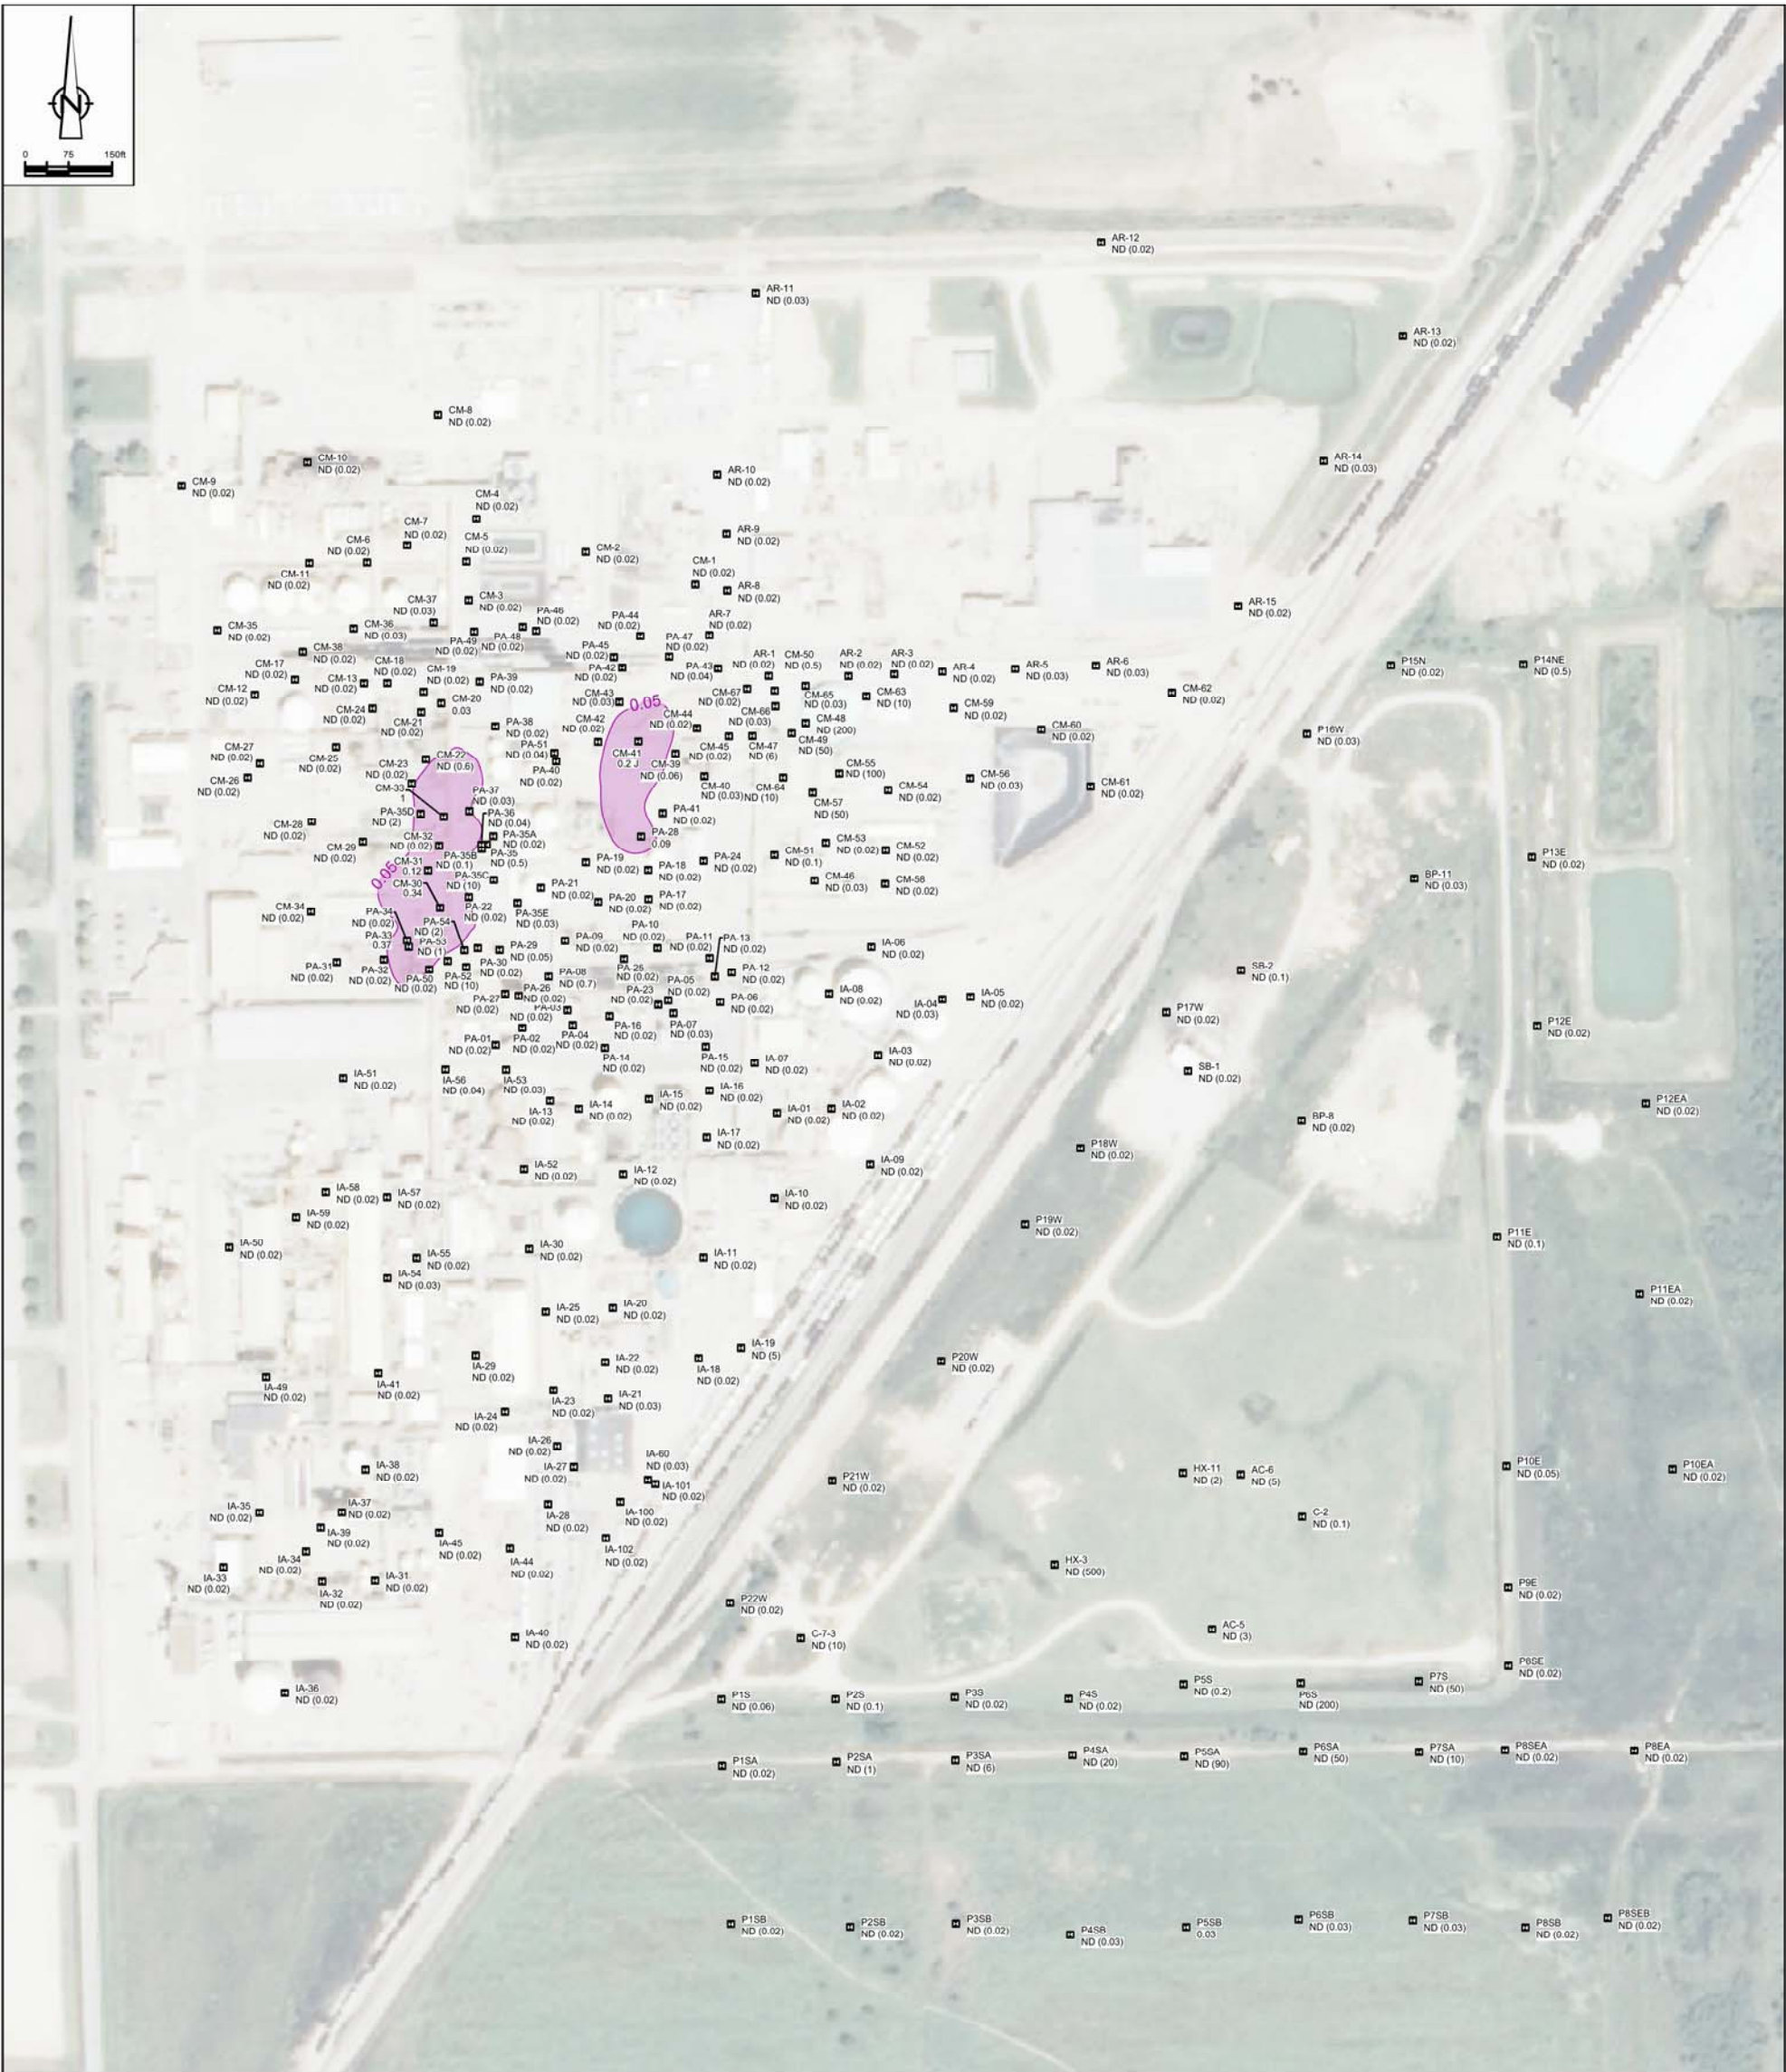 N
0 75 150ft
AR-12
ND (0.02)
AR-11
ND (0.03)
AR-13
ND (0.02)
CM-8
ND (0.02)
CM-10
ND (0.02)
AR-14
ND (0.03)
AR-10
ND (0.02)
CM-9
ND (0.02)
CM-4
ND (0.02)
CM-7
ND (0.02)
AR-9
ND (0.02)
CM-5
ND (0.02)
CM-6
ND (0.02)
CM-2
ND (0.02)
CM-1
ND (0.02)
CM-11
ND (0.02)
AR-8
ND (0.02)
CM-3
ND (0.02)
CM-37
ND (0.03)
AR-15
ND (0.02)
PA-46
ND (0.02)
PA-44
ND (0.02)
AR-7
ND (0.02)
CM-35
ND (0.02)
CM-36
ND (0.03)
PA-49
ND (0.02)
PA-48
ND (0.02)
PA-47
ND (0.02)
CM-38
ND (0.02)
PA-45
ND (0.02)
PA-42
ND (0.02)
PA-43
ND (0.04)
AR-1
ND (0.02)
CM-50
ND (0.5)
AR-2
ND (0.02)
AR-3
ND (0.02)
AR-4
ND (0.02)
AR-5
ND (0.03)
AR-6
ND (0.03)
P15N
ND (0.02)
P14NE
ND (0.5)
CM-17
ND (0.02)
CM-13
ND (0.02)
CM-18
ND (0.02)
CM-19
ND (0.02)
PA-39
ND (0.02)
CM-12
ND (0.02)
CM-20
0.03
CM-43
ND (0.03)
0.05
CM-67
ND (0.02)
CM-65
ND (0.03)
CM-63
ND (10)
CM-62
ND (0.02)
CM-24
ND (0.02)
CM-21
ND (0.02)
CM-66
ND (0.03)
CM-59
ND (0.02)
CM-44
ND (0.02)
CM-42
ND (0.02)
PA-38
ND (0.02)
CM-48
ND (200)
CM-60
ND (0.02)
P16W
ND (0.03)
CM-27
ND (0.02)
CM-25
ND (0.02)
CM-22
ND (0.6)
PA-51
ND (0.04)
CM-41
0.2 J
CM-45
ND (0.02)
CM-47
ND (6)
CM-49
ND (50)
CM-23
ND (0.02)
PA-40
ND (0.02)
CM-39
ND (0.06)
CM-26
ND (0.02)
CM-55
ND (100)
CM-56
ND (0.03)
CM-33
1
PA-37
ND (0.03)
CM-40
ND (0.03)
CM-64
ND (10)
CM-54
ND (0.02)
CM-61
ND (0.02)
CM-57
ND (50)
PA-35D
ND (2)
PA-36
ND (0.04)
PA-41
ND (0.02)
CM-28
ND (0.02)
CM-32
ND (0.02)
PA-35A
ND (0.02)
PA-28
0.09
CM-29
ND (0.02)
PA-35B
ND (0.1)
PA-35
ND (0.5)
CM-53
ND (0.02)
CM-52
ND (0.02)
CM-51
ND (0.1)
P13E
ND (0.02)
CM-31
0.12
0.05
PA-19
ND (0.02)
PA-18
ND (0.02)
PA-24
ND (0.02)
PA-35C
ND (10)
CM-30
0.34
PA-21
ND (0.02)
CM-46
ND (0.03)
CM-58
ND (0.02)
BP-11
ND (0.03)
CM-34
ND (0.02)
PA-34
ND (0.02)
PA-22
ND (0.02)
PA-35E
ND (0.03)
PA-20
ND (0.02)
PA-17
ND (0.02)
PA-54
ND (2)
PA-10
ND (0.02)
PA-33
0.37
PA-53
ND (1)
PA-29
ND (0.05)
PA-09
ND (0.02)
PA-11
ND (0.02)
PA-13
ND (0.02)
IA-06
ND (0.02)
PA-31
ND (0.02)
PA-32
ND (0.02)
PA-50
ND (0.02)
PA-52
ND (10)
PA-30
ND (0.02)
PA-08
ND (0.7)
PA-25
ND (0.02)
PA-12
ND (0.02)
SB-2
ND (0.1)
PA-05
ND (0.02)
PA-27
ND (0.02)
PA-26
ND (0.02)
PA-23
ND (0.02)
PA-06
ND (0.02)
IA-08
ND (0.02)
IA-04
ND (0.03)
IA-05
ND (0.02)
PA-03
ND (0.02)
PA-16
ND (0.02)
PA-07
ND (0.03)
P17W
ND (0.02)
P12E
ND (0.02)
PA-01
ND (0.02)
PA-02
ND (0.02)
PA-04
ND (0.02)
PA-14
ND (0.02)
PA-15
ND (0.02)
IA-07
ND (0.02)
IA-03
ND (0.02)
IA-51
ND (0.02)
IA-56
ND (0.04)
IA-53
ND (0.03)
SB-1
ND (0.02)
IA-13
ND (0.02)
IA-14
ND (0.02)
IA-15
ND (0.02)
IA-16
ND (0.02)
IA-01
ND (0.02)
IA-02
ND (0.02)
P12EA
ND (0.02)
BP-8
ND (0.02)
IA-17
ND (0.02)
P18W
ND (0.02)
IA-52
ND (0.02)
IA-12
ND (0.02)
IA-09
ND (0.02)
IA-58
ND (0.02)
IA-57
ND (0.02)
IA-10
ND (0.02)
IA-59
ND (0.02)
P19W
ND (0.02)
P11E
ND (0.1)
IA-50
ND (0.02)
IA-55
ND (0.02)
IA-30
ND (0.02)
IA-11
ND (0.02)
IA-54
ND (0.03)
P11EA
ND (0.02)
IA-25
ND (0.02)
IA-20
ND (0.02)
IA-19
ND (5)
IA-29
ND (0.02)
IA-22
ND (0.02)
IA-18
ND (0.02)
P20W
ND (0.02)
IA-49
ND (0.02)
IA-41
ND (0.02)
IA-23
ND (0.02)
IA-21
ND (0.03)
IA-24
ND (0.02)
IA-26
ND (0.02)
IA-27
ND (0.02)
IA-60
ND (0.03)
IA-38
ND (0.02)
IA-101
ND (0.02)
P21W
ND (0.02)
HX-11
ND (2)
AC-6
ND (5)
P10E
ND (0.05)
P10EA
ND (0.02)
IA-35
ND (0.02)
IA-37
ND (0.02)
IA-28
ND (0.02)
IA-100
ND (0.02)
C-2
ND (0.1)
IA-39
ND (0.02)
IA-45
ND (0.02)
IA-102
ND (0.02)
IA-34
ND (0.02)
IA-44
ND (0.02)
HX-3
ND (500)
IA-33
ND (0.02)
IA-32
ND (0.02)
IA-31
ND (0.02)
P9E
ND (0.02)
P22W
ND (0.02)
IA-40
ND (0.02)
C-7-3
ND (10)
AC-5
ND (3)
P8SE
ND (0.02)
IA-36
ND (0.02)
P1S
ND (0.06)
P2S
ND (0.1)
P3S
ND (0.02)
P4S
ND (0.02)
P5S
ND (0.2)
P6S
ND (200)
P7S
ND (50)
P1SA
ND (0.02)
P2SA
ND (1)
P3SA
ND (6)
P4SA
ND (20)
P5SA
ND (90)
P6SA
ND (50)
P7SA
ND (10)
P8SEA
ND (0.02)
P8EA
ND (0.02)
P1SB
ND (0.02)
P2SB
ND (0.02)
P3SB
ND (0.02)
P4SB
ND (0.03)
P5SB
0.03
P6SB
ND (0.03)
P7SB
ND (0.03)
P8SB
ND (0.02)
P8SEB
ND (0.02)